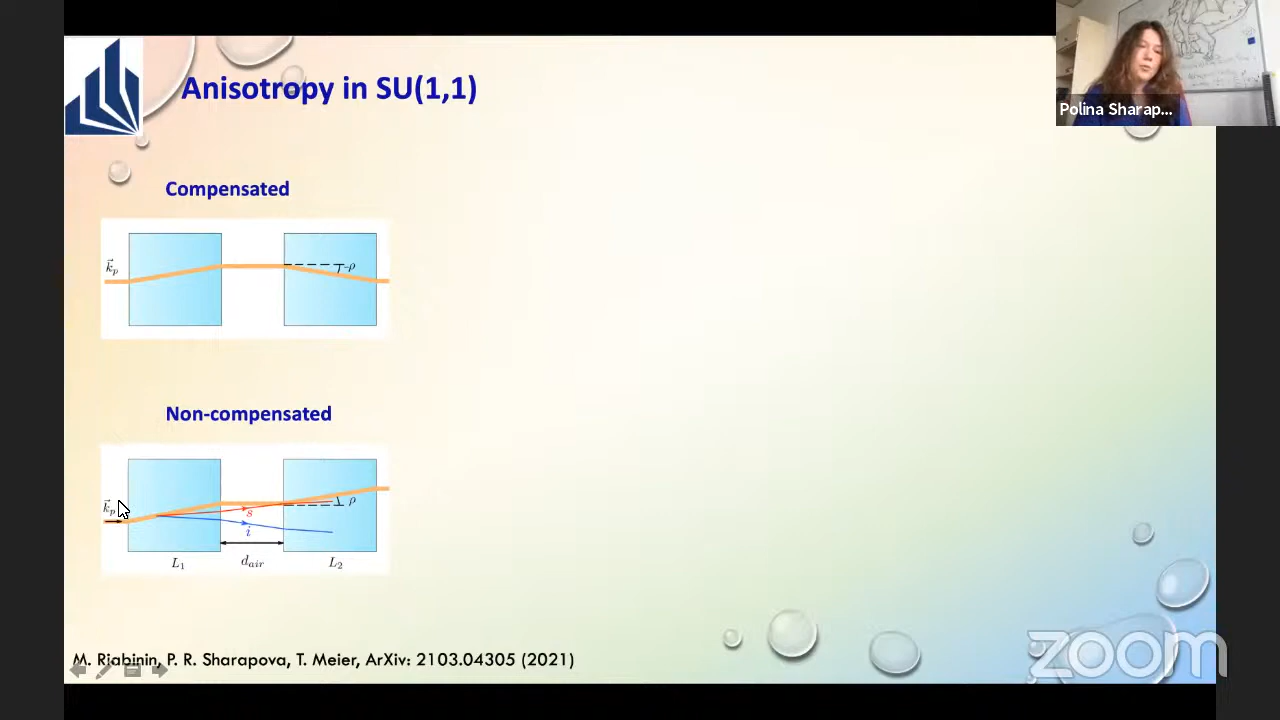 Anisotropy in SU(1,1)
Polina Sharap...
Compensated
k⃗ₚ
ρ
Non-compensated
k⃗ₚ
ρ
s
i
L₁
d_air
L₂
M. Riabinin, P. R. Sharapova, T. Meier, ArXiv: 2103.04305 (2021)
zoom